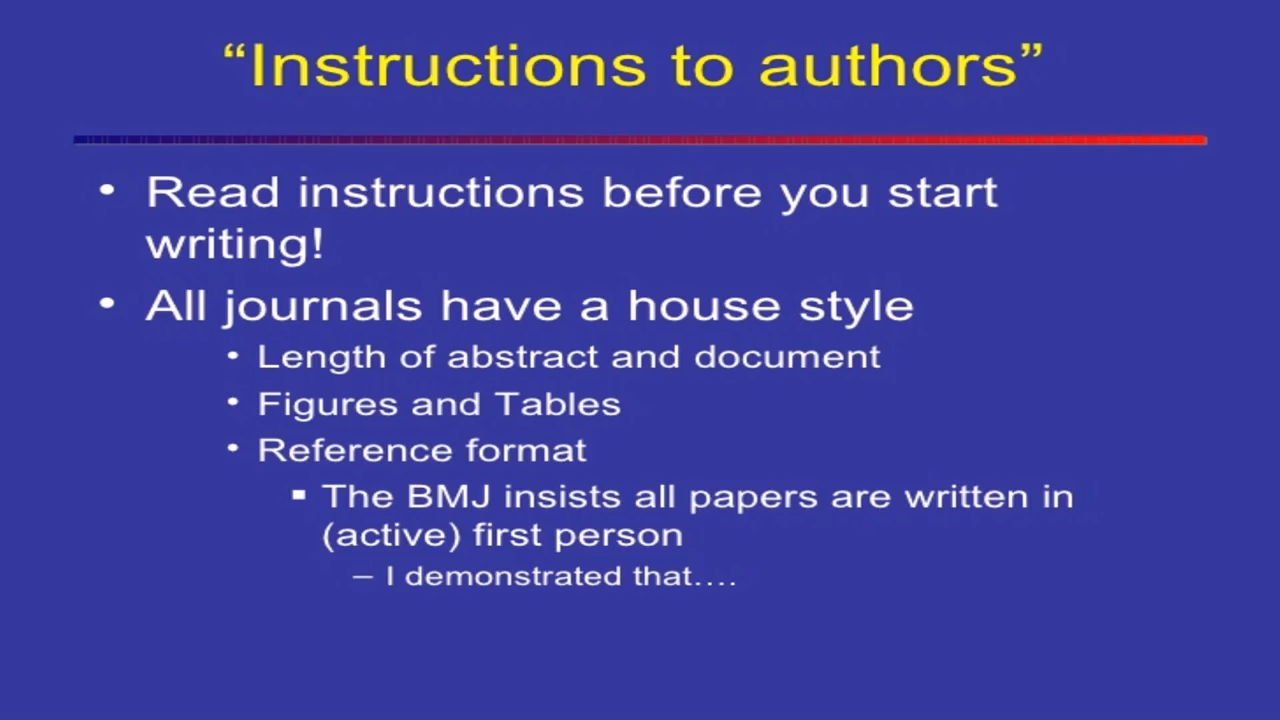 “Instructions to authors”
• Read instructions before you start
writing!
• All journals have a house style
• Length of abstract and document
• Figures and Tables
• Reference format
▪ The BMJ insists all papers are written in
(active) first person
– I demonstrated that….